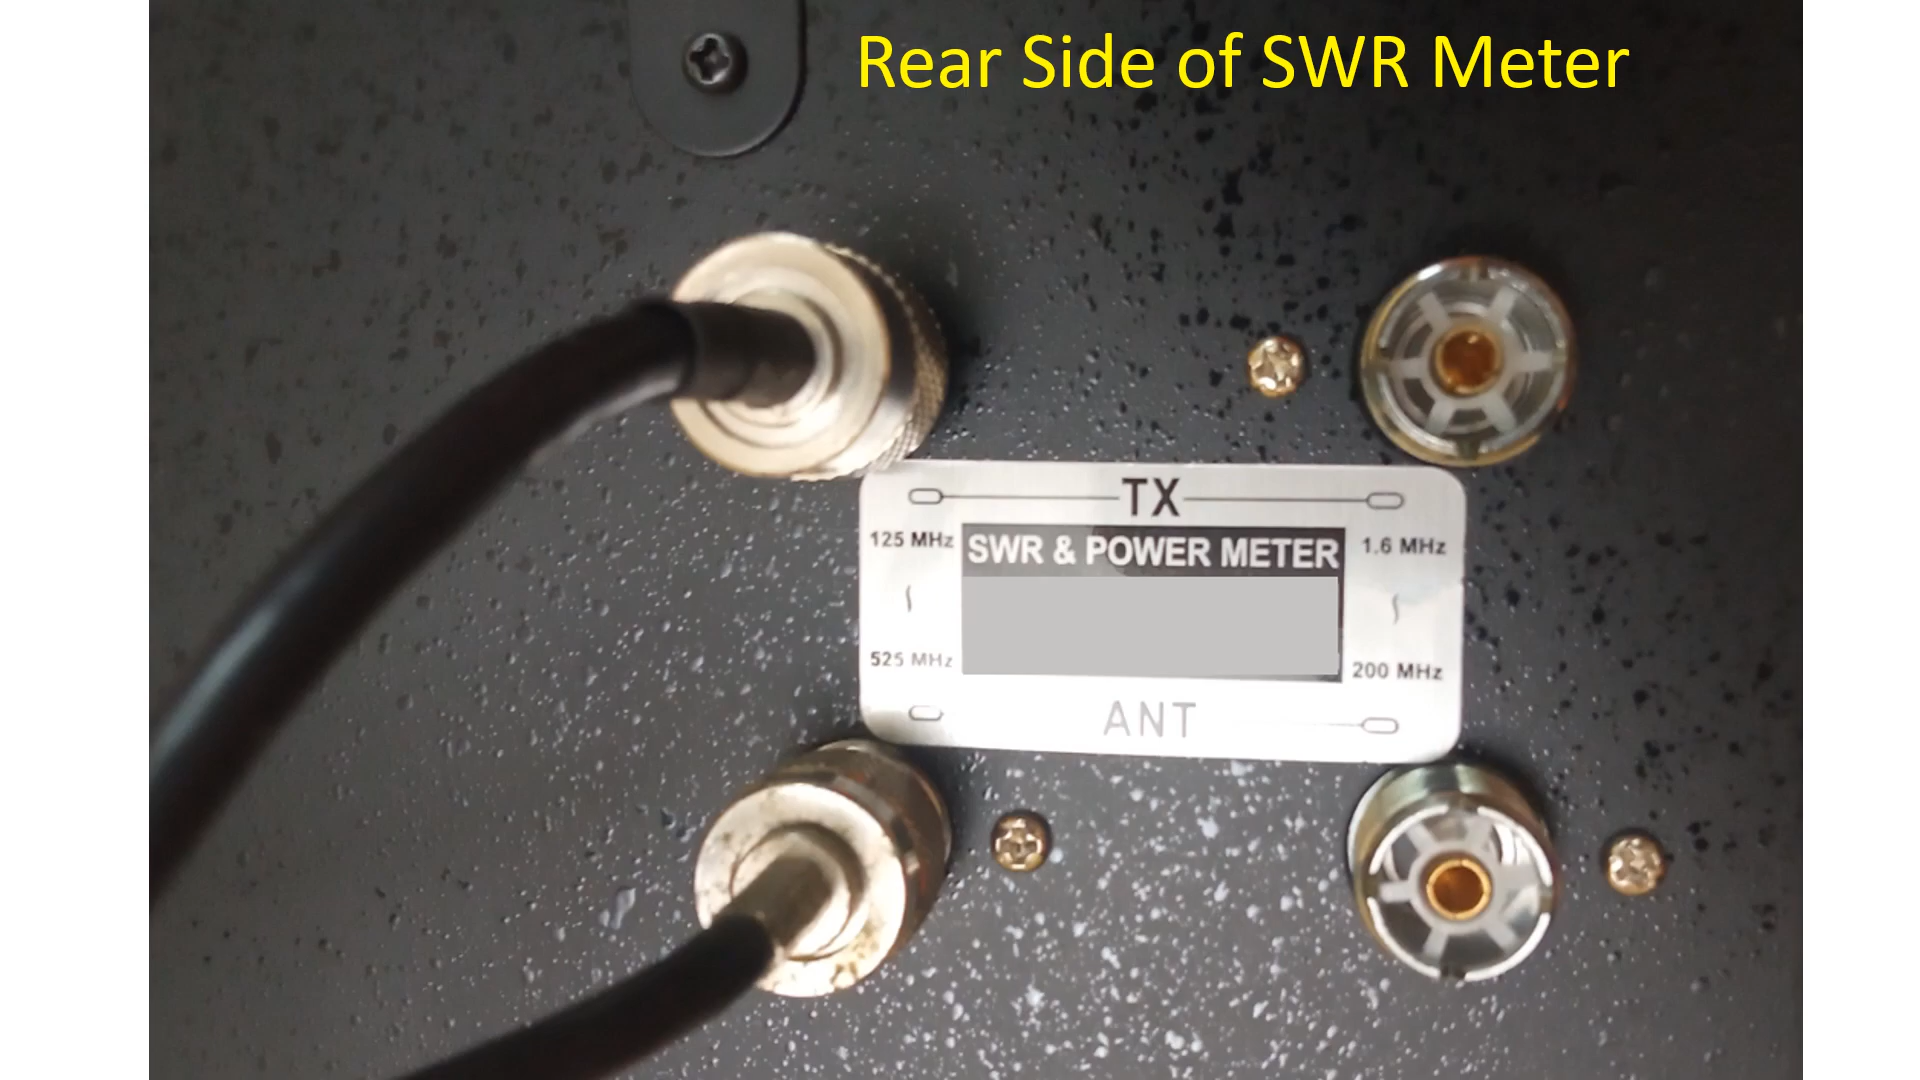 Rear Side of SWR Meter
TX
125 MHz
SWR & POWER METER
1.6 MHz
525 MHz
200 MHz
ANT